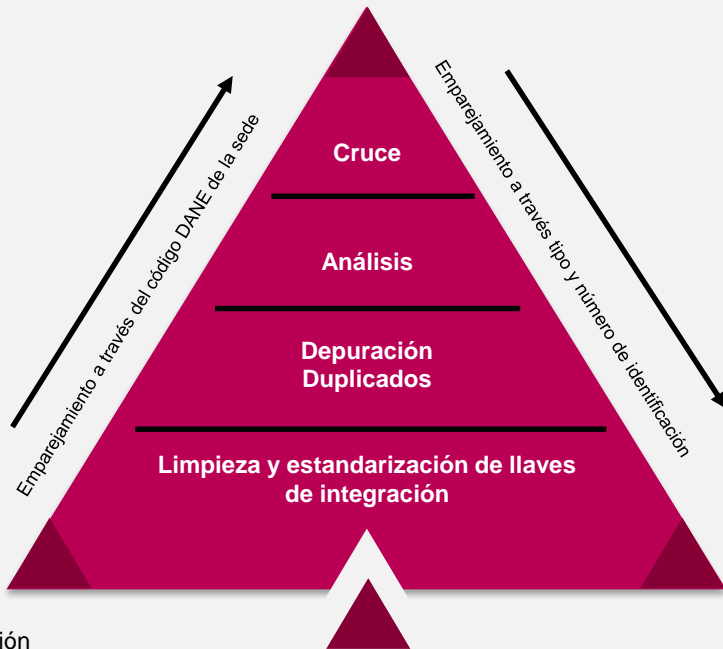 Emparejamiento a través del código DANE de la sede
Emparejamiento a través tipo y número de identificación
Cruce
Análisis
Depuración
Duplicados
Limpieza y estandarización de llaves
de integración
ión